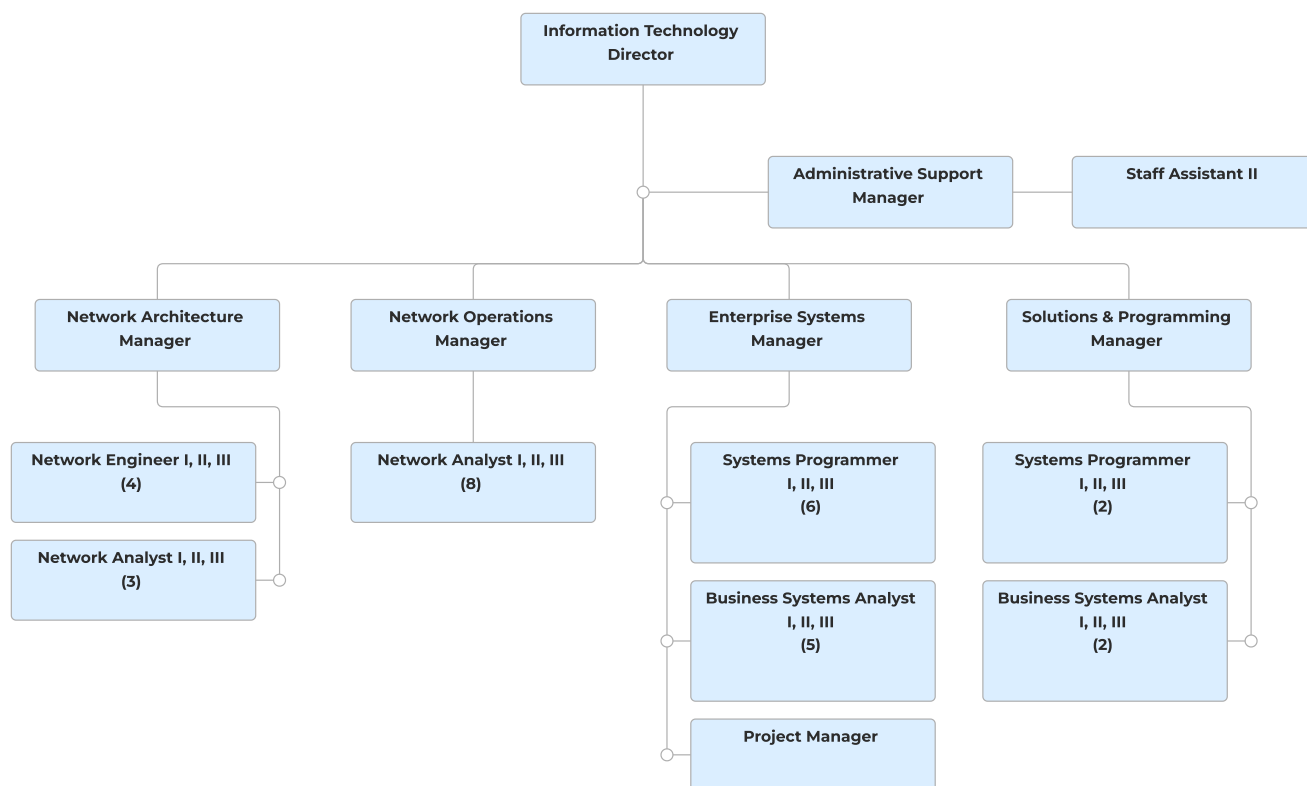 Information Technology
Director
Administrative Support
Manager
Staff Assistant II
Network Architecture
Manager
Network Operations
Manager
Enterprise Systems
Manager
Solutions & Programming
Manager
Network Engineer I, II, III
(4)
Network Analyst I, II, III
(3)
Network Analyst I, II, III
(8)
Systems Programmer
I, II, III
(6)
Business Systems Analyst
I, II, III
(5)
Project Manager
Systems Programmer
I, II, III
(2)
Business Systems Analyst
I, II, III
(2)